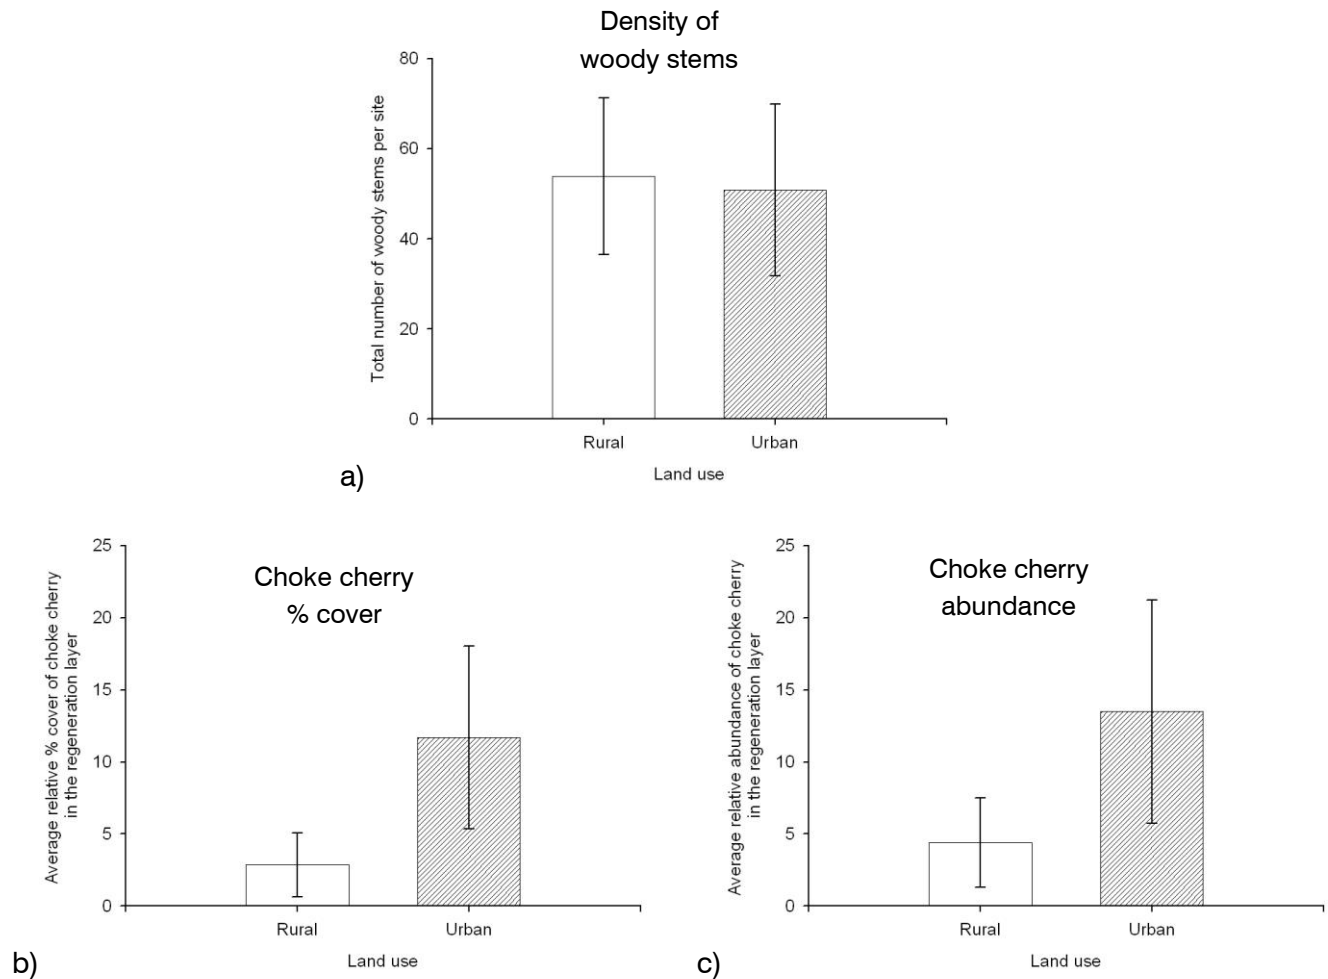 Density of
woody stems
80
60
40
20
0
Total number of woody stems per site
Rural
Urban
Land use
a)
25
20
15
10
5
0
Average relative % cover of choke cherry
in the regeneration layer
Choke cherry
% cover
Rural
Urban
Land use
b)
25
20
15
10
5
0
Average relative abundance of choke cherry
in the regeneration layer
Choke cherry
abundance
Rural
Urban
Land use
c)